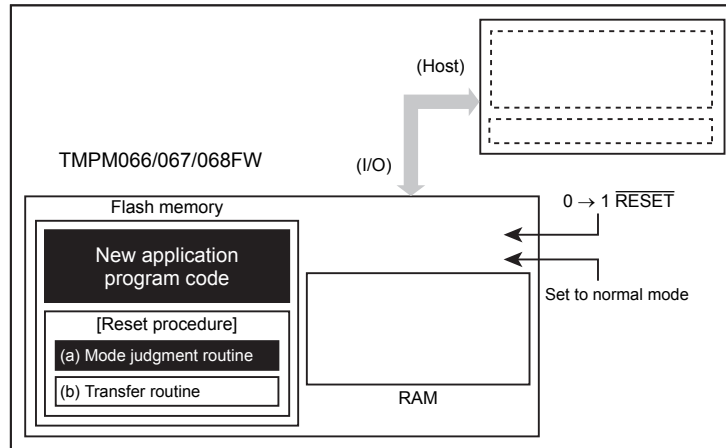 (Host)
TMPM066/067/068FW
(I/O)
Flash memory
0 → 1 RESET
New application
program code
Set to normal mode
[Reset procedure]
(a) Mode judgment routine
(b) Transfer routine
RAM